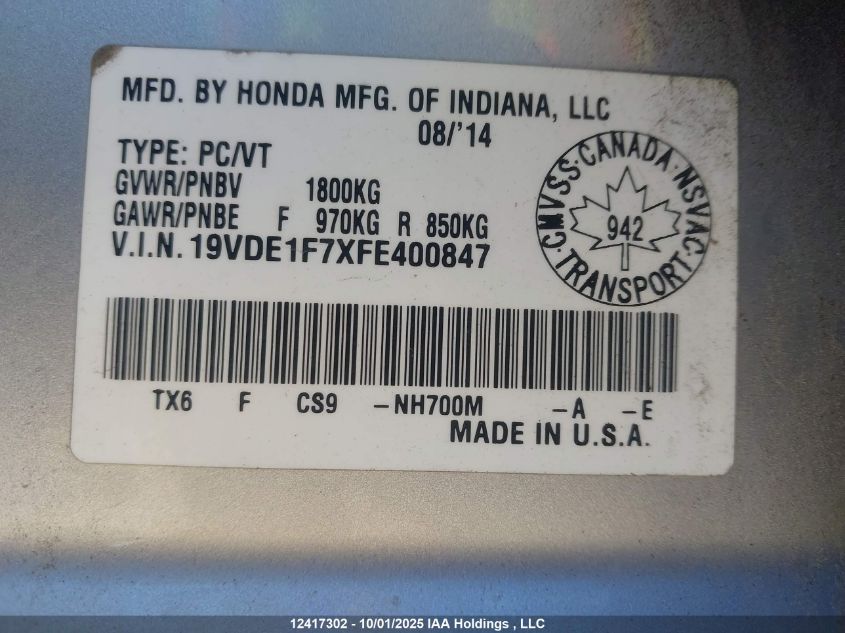 MFD. BY HONDA MFG. OF INDIANA, LLC
08/'14
TYPE: PC/VT
GVWR/PNBV 1800KG
GAWR/PNBE F 970KG R 850KG
V.I.N. 19VDE1F7XFE400847
CMVSS·CANADA·NSVAC·TRANSPORT·
942
TX6 F CS9 -NH700M -A -E
MADE IN U.S.A.
12417302 - 10/01/2025 IAA Holdings , LLC